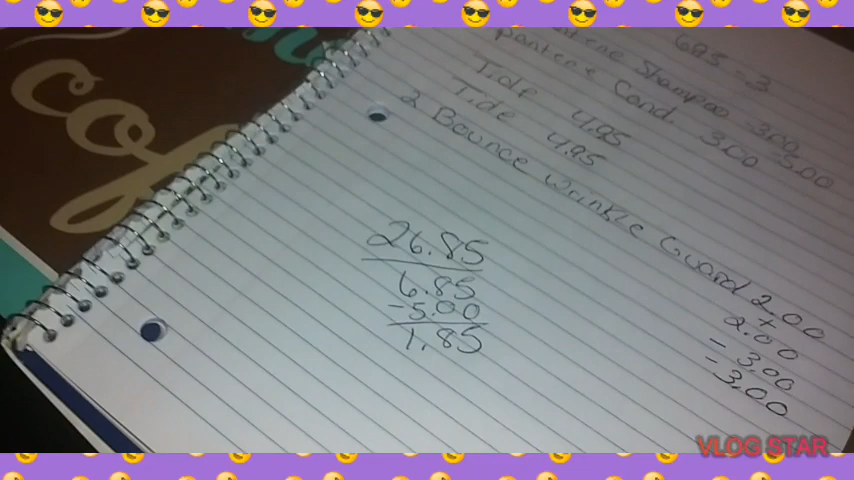 695 - 3
Pantene Shampoo 3.00
Pantene Cond. 3.00 - 5.00
Tide 4.95
Tide 4.95
2 Bounce Wrinkle Guard 2.00
+
2.00
- 3.00
- 3.00
26.85
6.85
- 5.00
1.85
VLOG STAR